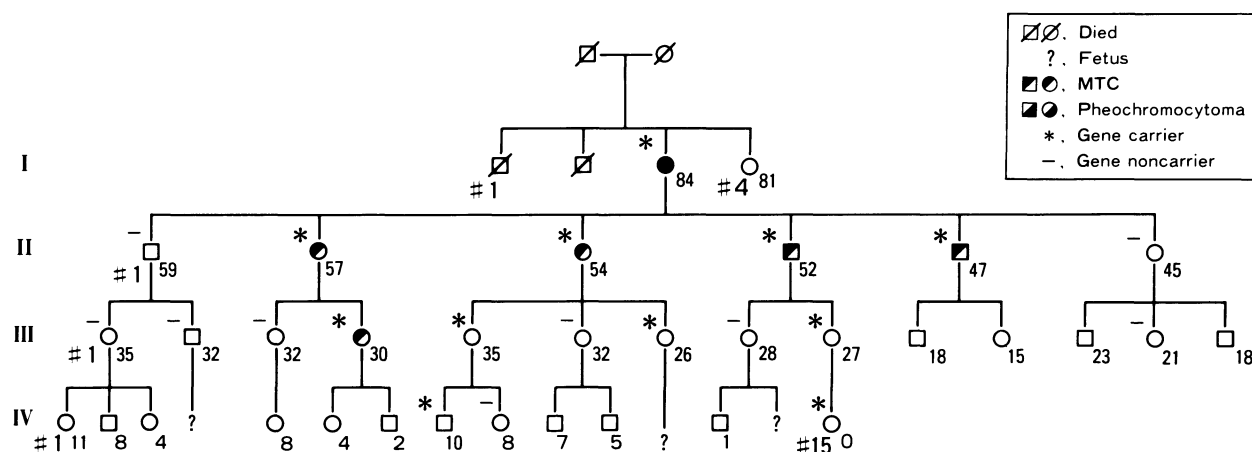 , Died
?, Fetus
, MTC
, Pheochromocytoma
*, Gene carrier
−, Gene noncarrier
I
*
#1
84
#4
81
II
− * * * * −
#1 59 57 54 52 47 45
III
− − − * * − * − * −
#1 35 32 32 30 35 32 26 28 27 18 15 23 21 18
IV
? * − ? ? *
#1 11 8 4 8 4 2 10 8 7 5 1 #15 0